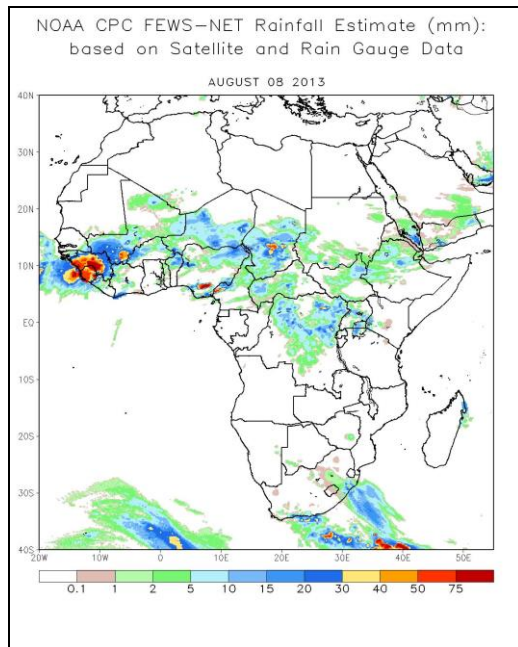 NOAA CPC FEWS-NET Rainfall Estimate (mm):
based on Satellite and Rain Gauge Data
AUGUST 08 2013
40N
30N
20N
10N
EQ
10S
20S
30S
40S
20W 10W 0 10E 20E 30E 40E 50E
0.1 1 2 5 10 15 20 30 40 50 75